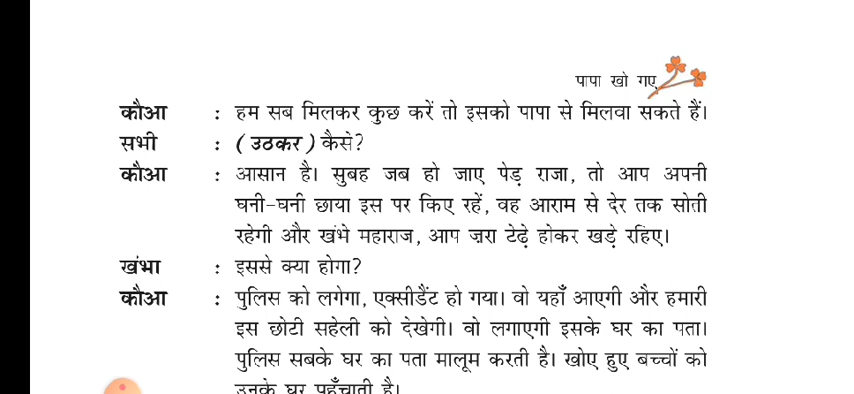 पापा खो गए
कौआ : हम सब मिलकर कुछ करें तो इसको पापा से मिलवा सकते हैं।
सभी : (उठकर) कैसे?
कौआ : आसान है। सुबह जब हो जाए पेड़ राजा, तो आप अपनी
घनी-घनी छाया इस पर किए रहें, वह आराम से देर तक सोती
रहेगी और खंभे महाराज, आप ज़रा टेढ़े होकर खड़े रहिए।
खंभा : इससे क्या होगा?
कौआ : पुलिस को लगेगा, एक्सीडैंट हो गया। वो यहाँ आएगी और हमारी
इस छोटी सहेली को देखेगी। वो लगाएगी इसके घर का पता।
पुलिस सबके घर का पता मालूम करती है। खोए हुए बच्चों को
उनके घर पहुँचाती है।